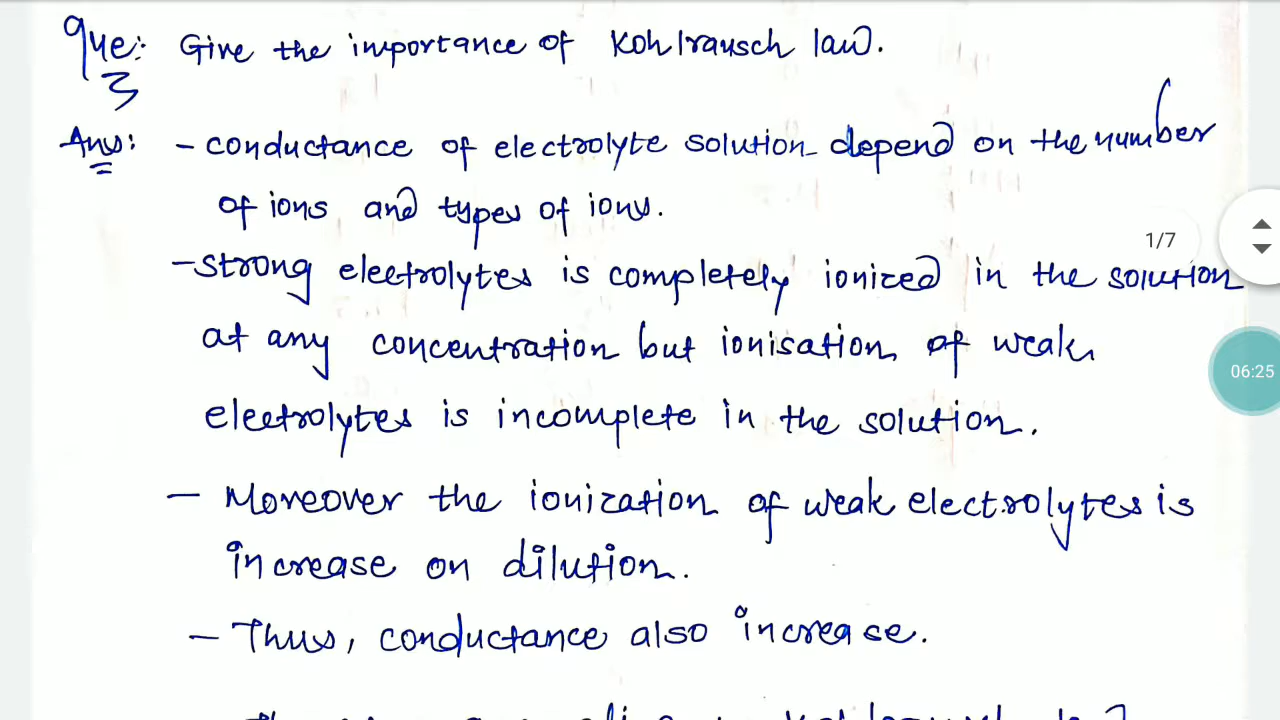 Que: Give the importance of Kohlrausch law.
3
Ans: - conductance of electrolyte solution depend on the number
of ions and types of ions.
1/7
- Strong electrolytes is completely ionized in the solution
at any concentration but ionisation of weak
06:25
electrolytes is incomplete in the solution.
- Moreover the ionization of weak electrolytes is
increase on dilution.
- Thus, conductance also increase.